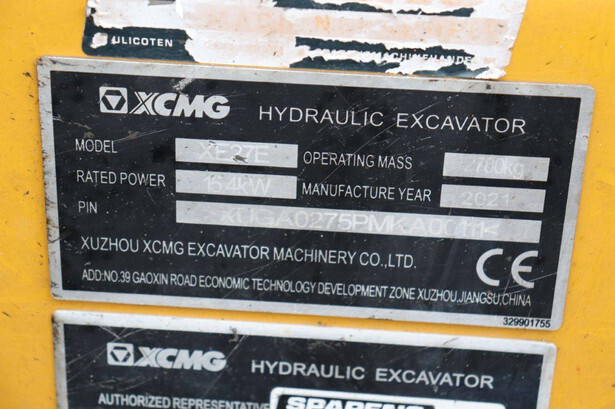 ULICOTEN
XCMG HYDRAULIC EXCAVATOR
MODEL XE27E OPERATING MASS 2700kg
RATED POWER 15.4kW MANUFACTURE YEAR 2021
PIN
XUZHOU XCMG EXCAVATOR MACHINERY CO.,LTD.
CE
ADD:NO.39 GAOXIN ROAD ECONOMIC TECHNOLOGY DEVELOPMENT ZONE XUZHOU,JIANGSU,CHINA
329901755
XCMG HYDRAULIC EXCAVATOR
AUTHORIZED REPRESENTATIVE